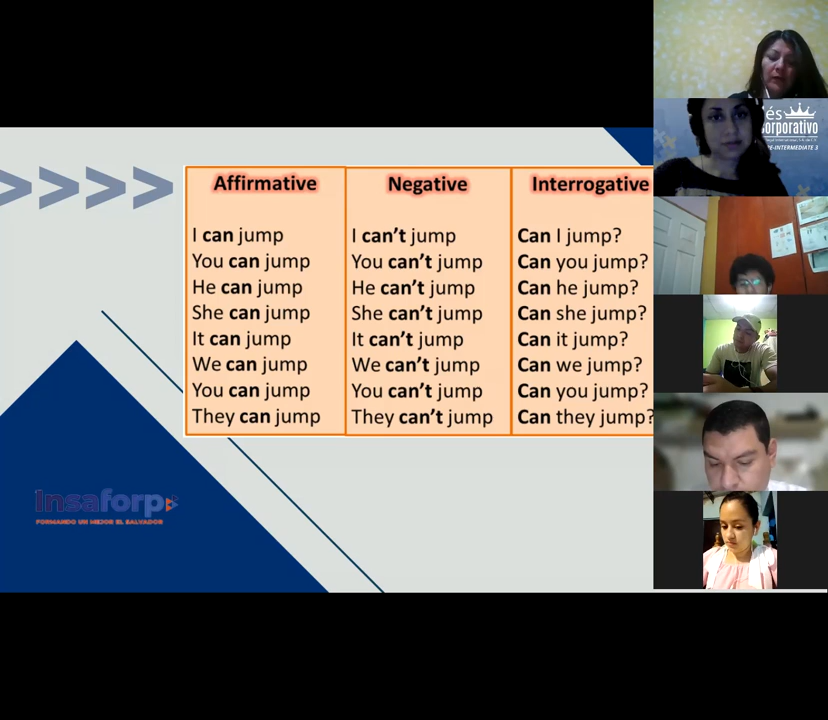 Affirmative Negative Interrogative
I can jump I can't jump Can I jump?
You can jump You can't jump Can you jump?
He can jump He can't jump Can he jump?
She can jump She can't jump Can she jump?
It can jump It can't jump Can it jump?
We can jump We can't jump Can we jump?
You can jump You can't jump Can you jump?
They can jump They can't jump Can they jump?
Insaforp
FORMANDO UN MEJOR EL SALVADOR
és
orporativo
E-INTERMEDIATE 3